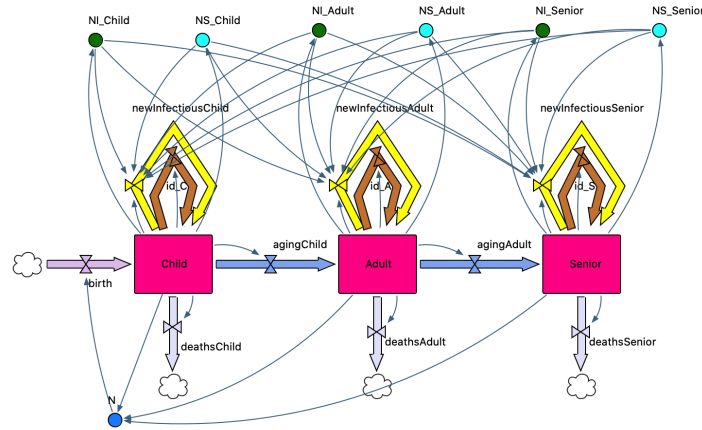 NI_Child
NS_Child
NI_Adult
NS_Adult
NI_Senior
NS_Senior
newInfectiousChild
newInfectiousAdult
newInfectiousSenior
id_C
id_A
id_S
Child
agingChild
Adult
agingAdult
Senior
birth
deathsChild
deathsAdult
deathsSenior
N